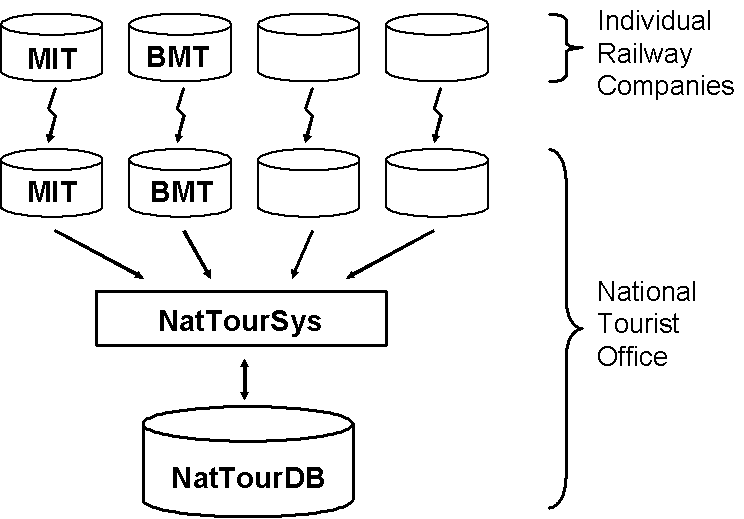 MIT
BMT
Individual
Railway
Companies
MIT
BMT
NatTourSys
National
Tourist
Office
NatTourDB